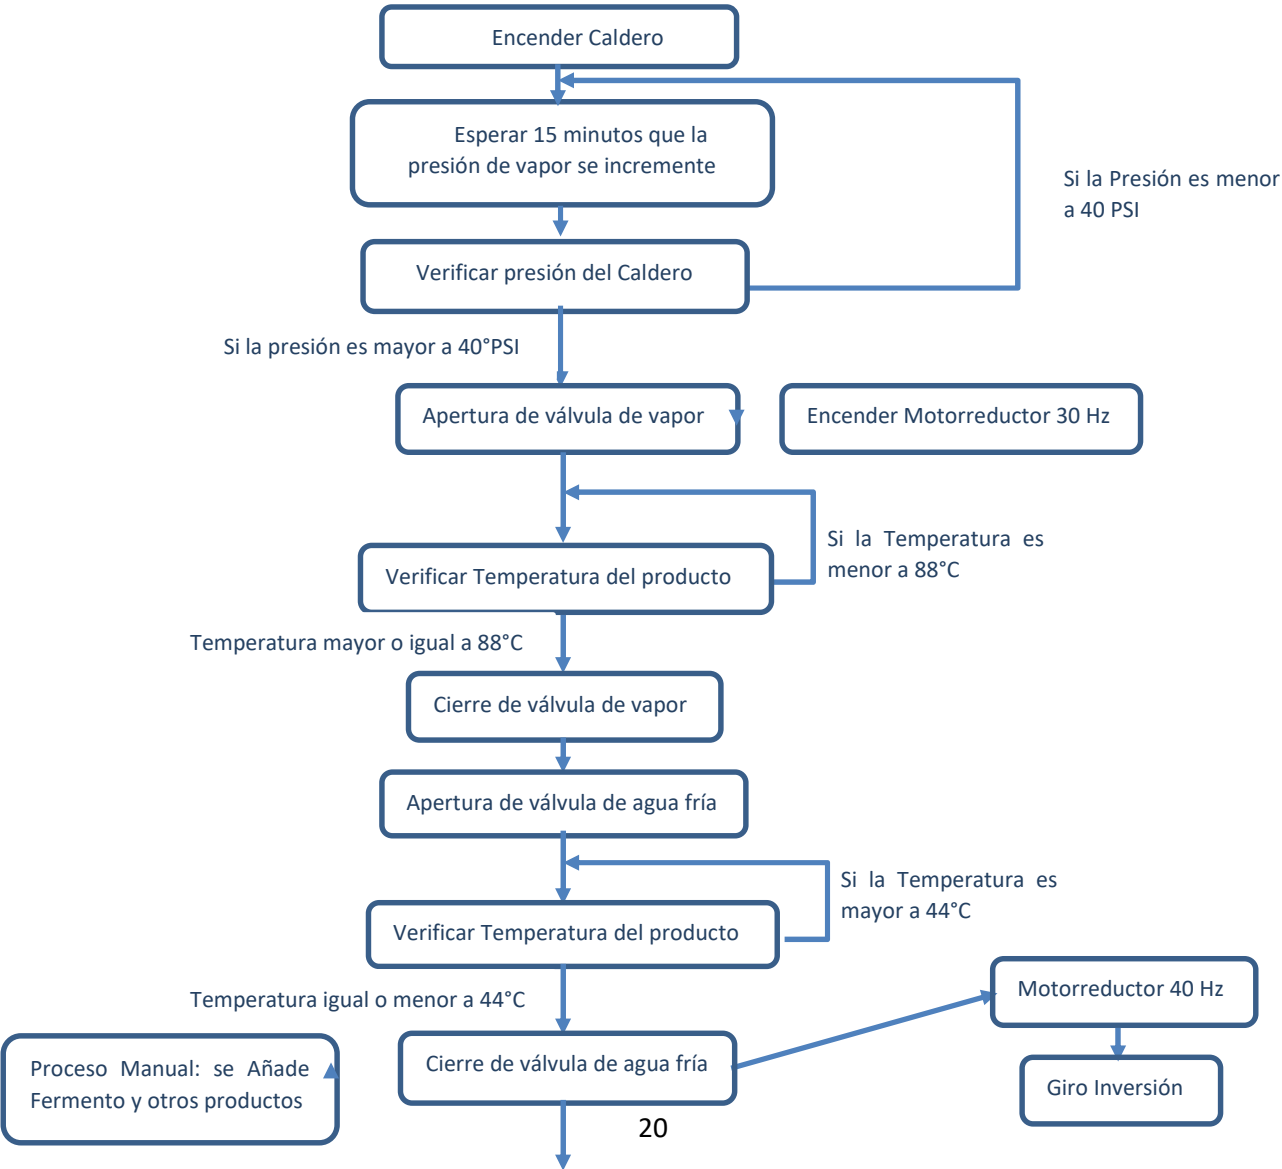 Encender Caldero
Esperar 15 minutos que la
presión de vapor se incremente
Si la Presión es menor
a 40 PSI
Verificar presión del Caldero
Si la presión es mayor a 40°PSI
Apertura de válvula de vapor
Encender Motorreductor 30 Hz
Si la Temperatura es
menor a 88°C
Verificar Temperatura del producto
Temperatura mayor o igual a 88°C
Cierre de válvula de vapor
Apertura de válvula de agua fría
Si la Temperatura es
mayor a 44°C
Verificar Temperatura del producto
Temperatura igual o menor a 44°C
Motorreductor 40 Hz
Cierre de válvula de agua fría
Proceso Manual: se Añade
Fermento y otros productos
Giro Inversión
20